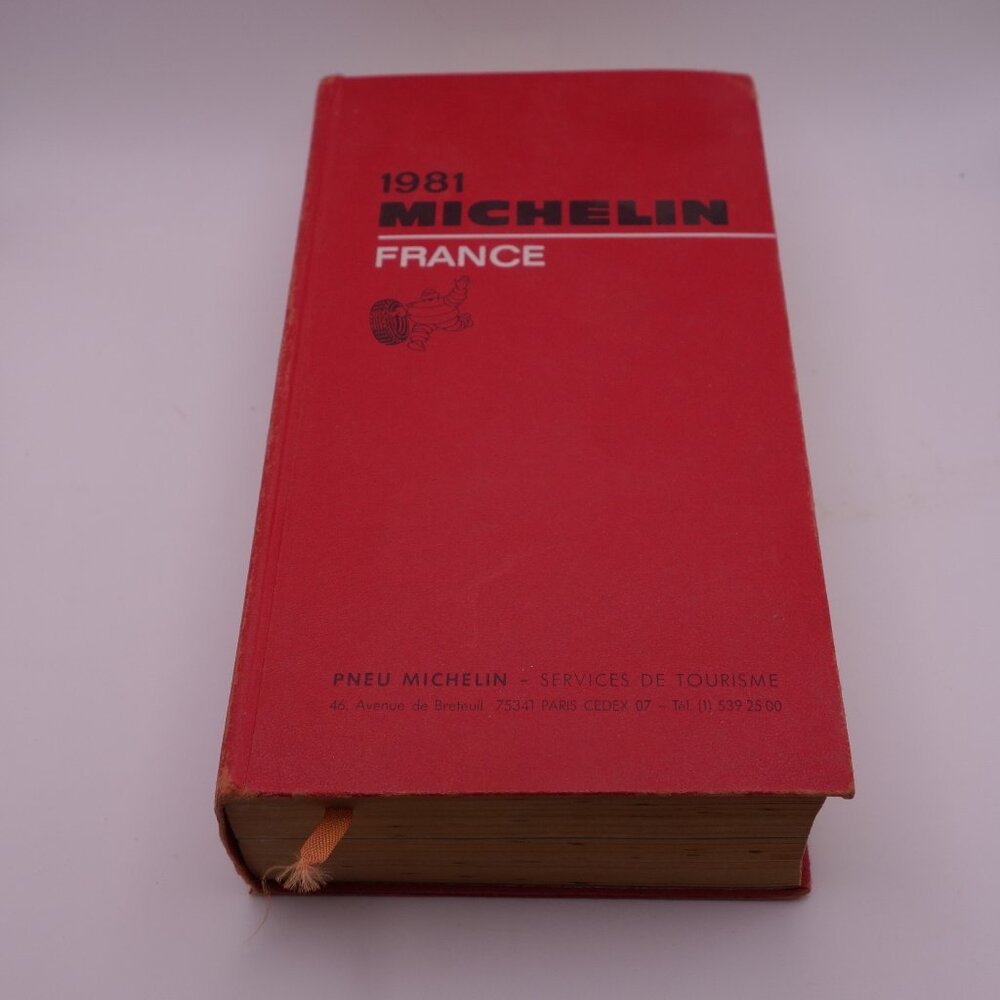 1981
MICHELIN
FRANCE
PNEU MICHELIN – SERVICES DE TOURISME
46, Avenue de Breteuil 75341 PARIS CEDEX 07 – Tél. (1) 539 25 00